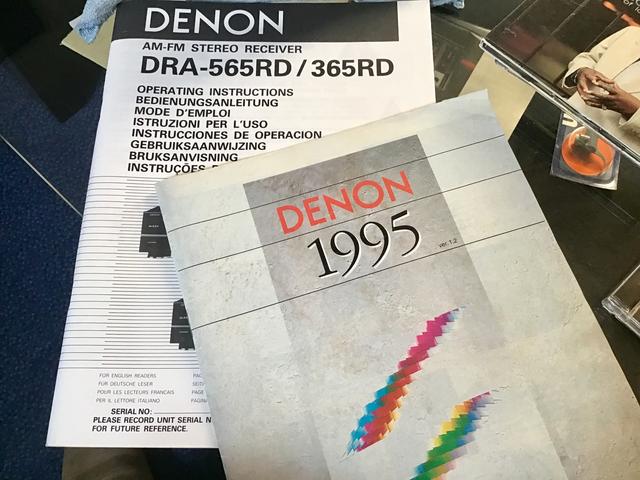 DENON
AM-FM STEREO RECEIVER
DRA-565RD / 365RD
OPERATING INSTRUCTIONS
BEDIENUNGSANLEITUNG
MODE D'EMPLOI
ISTRUZIONI PER L'USO
INSTRUCCIONES DE OPERACION
GEBRUIKSAANWIJZING
BRUKSANVISNING
INSTRUÇÕES
FOR ENGLISH READERS
FÜR DEUTSCHE LESER
POUR LES LECTEURS FRANCAIS PAGE
PER IL LETTORE ITALIANO
SERIAL NO:
PLEASE RECORD UNIT SERIAL N
FOR FUTURE REFERENCE.
DENON
1995
ver. 1.2